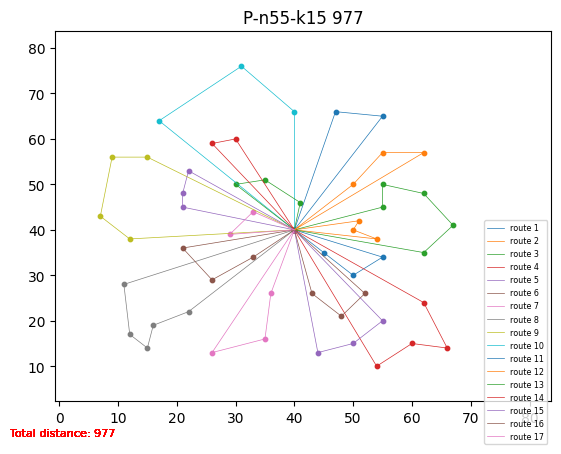 P-n55-k15 977
80
70
60
50
40
30
20
10
0 10 20 30 40 50 60 70 80
route 1
route 2
route 3
route 4
route 5
route 6
route 7
route 8
route 9
route 10
route 11
route 12
route 13
route 14
route 15
route 16
route 17
Total distance: 977